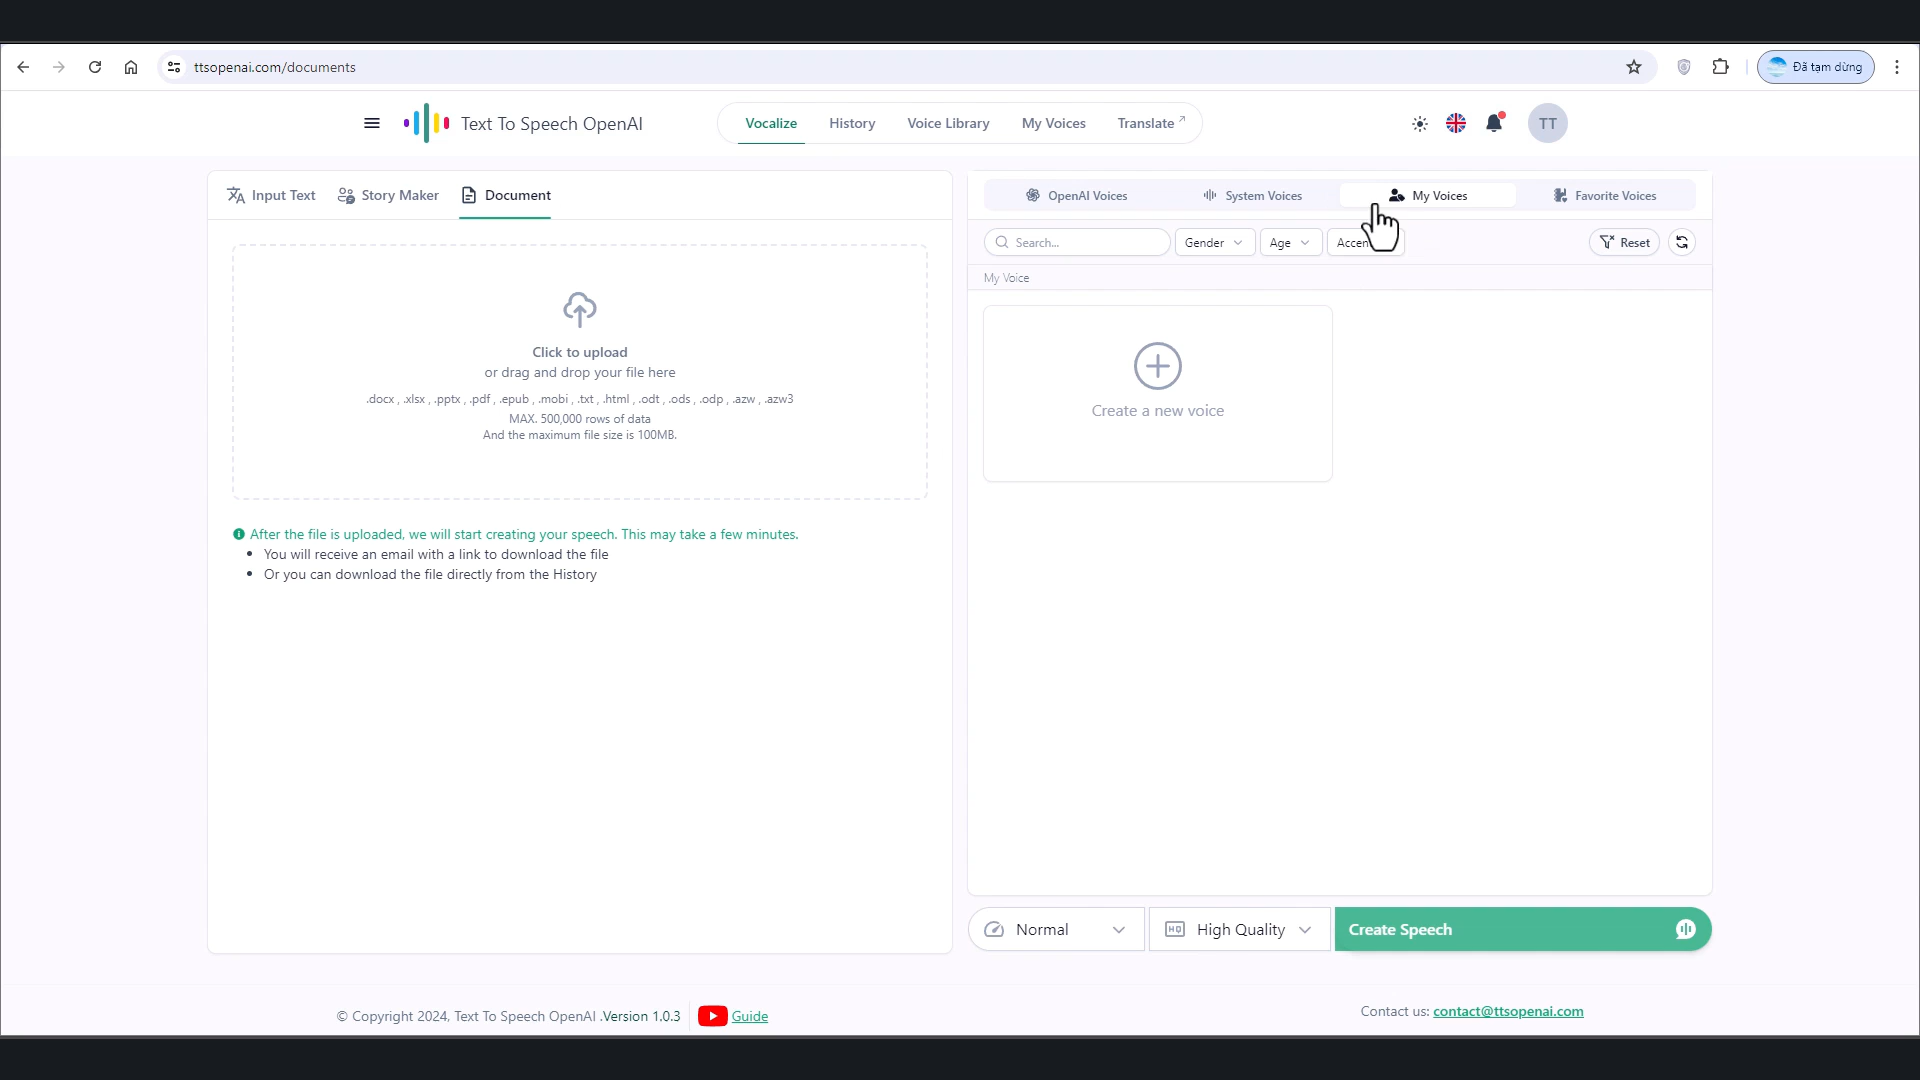 ttsopenai.com/documents
Đã tạm dừng
Text To Speech OpenAI
Vocalize
History
Voice Library
My Voices
Translate
TT
Input Text
Story Maker
Document
OpenAI Voices
System Voices
My Voices
Favorite Voices
Search...
Gender
Age
Reset
My Voice
Click to upload
or drag and drop your file here
.docx , .xlsx , .pptx , .pdf , .epub , .mobi , .txt , .html , .odt , .ods , .odp , .azw , .azw3
MAX. 500,000 rows of data
And the maximum file size is 100MB.
Create a new voice
After the file is uploaded, we will start creating your speech. This may take a few minutes.
You will receive an email with a link to download the file
Or you can download the file directly from the History
Normal
HQ High Quality
Create Speech
© Copyright 2024, Text To Speech OpenAI .Version 1.0.3
Guide
Contact us: contact@ttsopenai.com